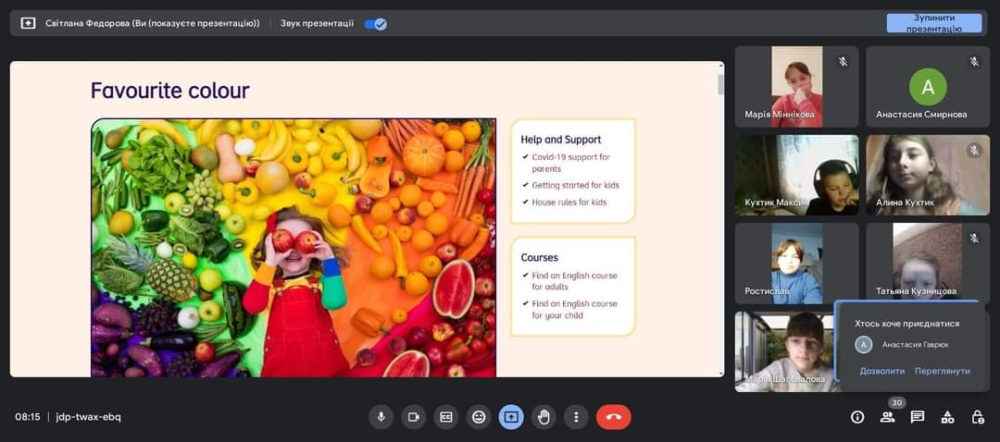 Світлана Федорова (Ви (показуєте презентацію))
Звук презентації
Зупинити
презентацію
Favourite colour
Help and Support
Covid-19 support for
parents
Getting started for kids
House rules for kids
Courses
Find an English course
for adults
Find an English course
for your child
Марія Міннікова
А
Анастасия Смирнова
Кухтик Максим
Алина Кухтик
Ростислав
Татьяна Кузницова
Марія Шаповалова
Хтось хоче приєднатися
А
Анастасия Гаврюк
Дозволити
Переглянути
08:15 | jdp-twax-ebq
30